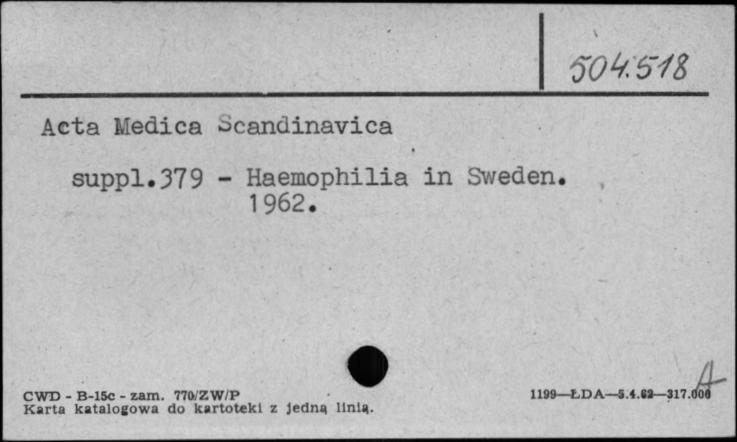 504.518
Acta Medica Scandinavica
suppl.379 - Haemophilia in Sweden.
1962.
A
CWD - B-15c - zam. 770/ZW/P
1199—ŁDA—5.4.62—317.000
Karta katalogowa do kartoteki z jedną linią.